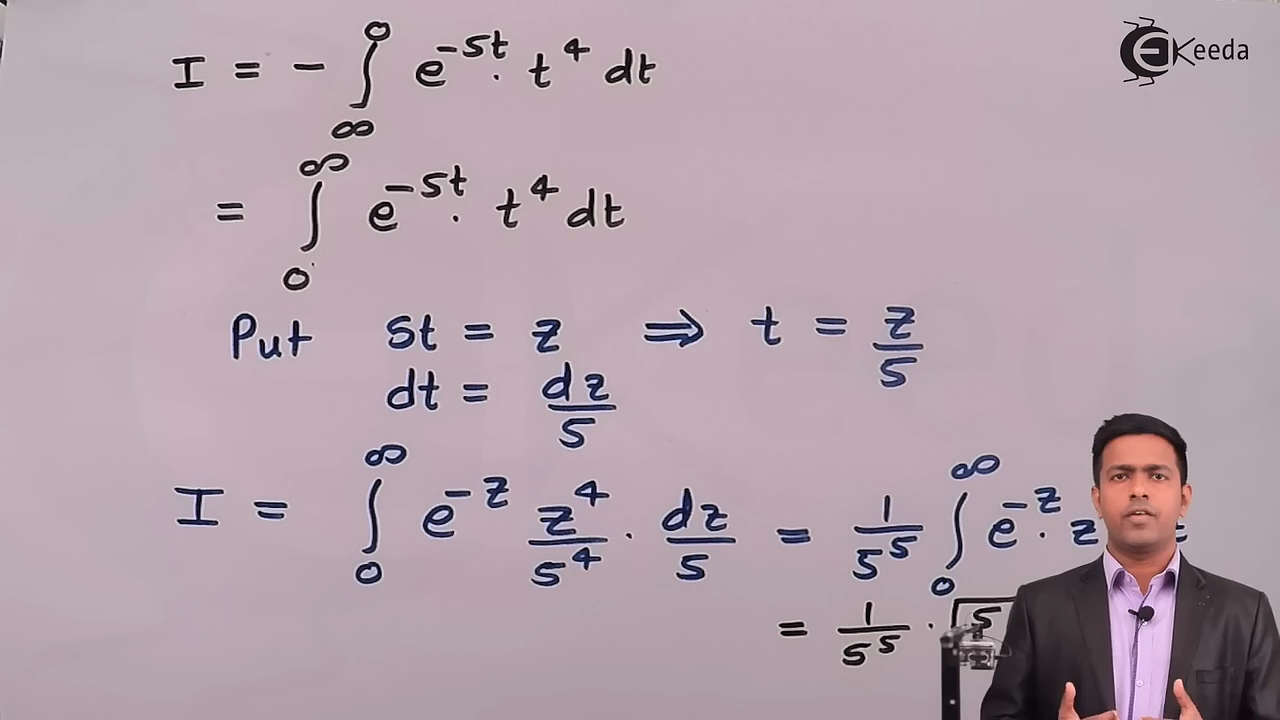 EKeeda
I = - ∫_∞^0 e^{-5t} . t^4 dt
= ∫_0^∞ e^{-5t} . t^4 dt
Put 5t = z ⇒ t = z/5
dt = dz/5
I = ∫_0^∞ e^{-z} z^4/5^4 . dz/5 = 1/5^5 ∫_0^∞ e^{-z} . z
= 1/5^5 . √5